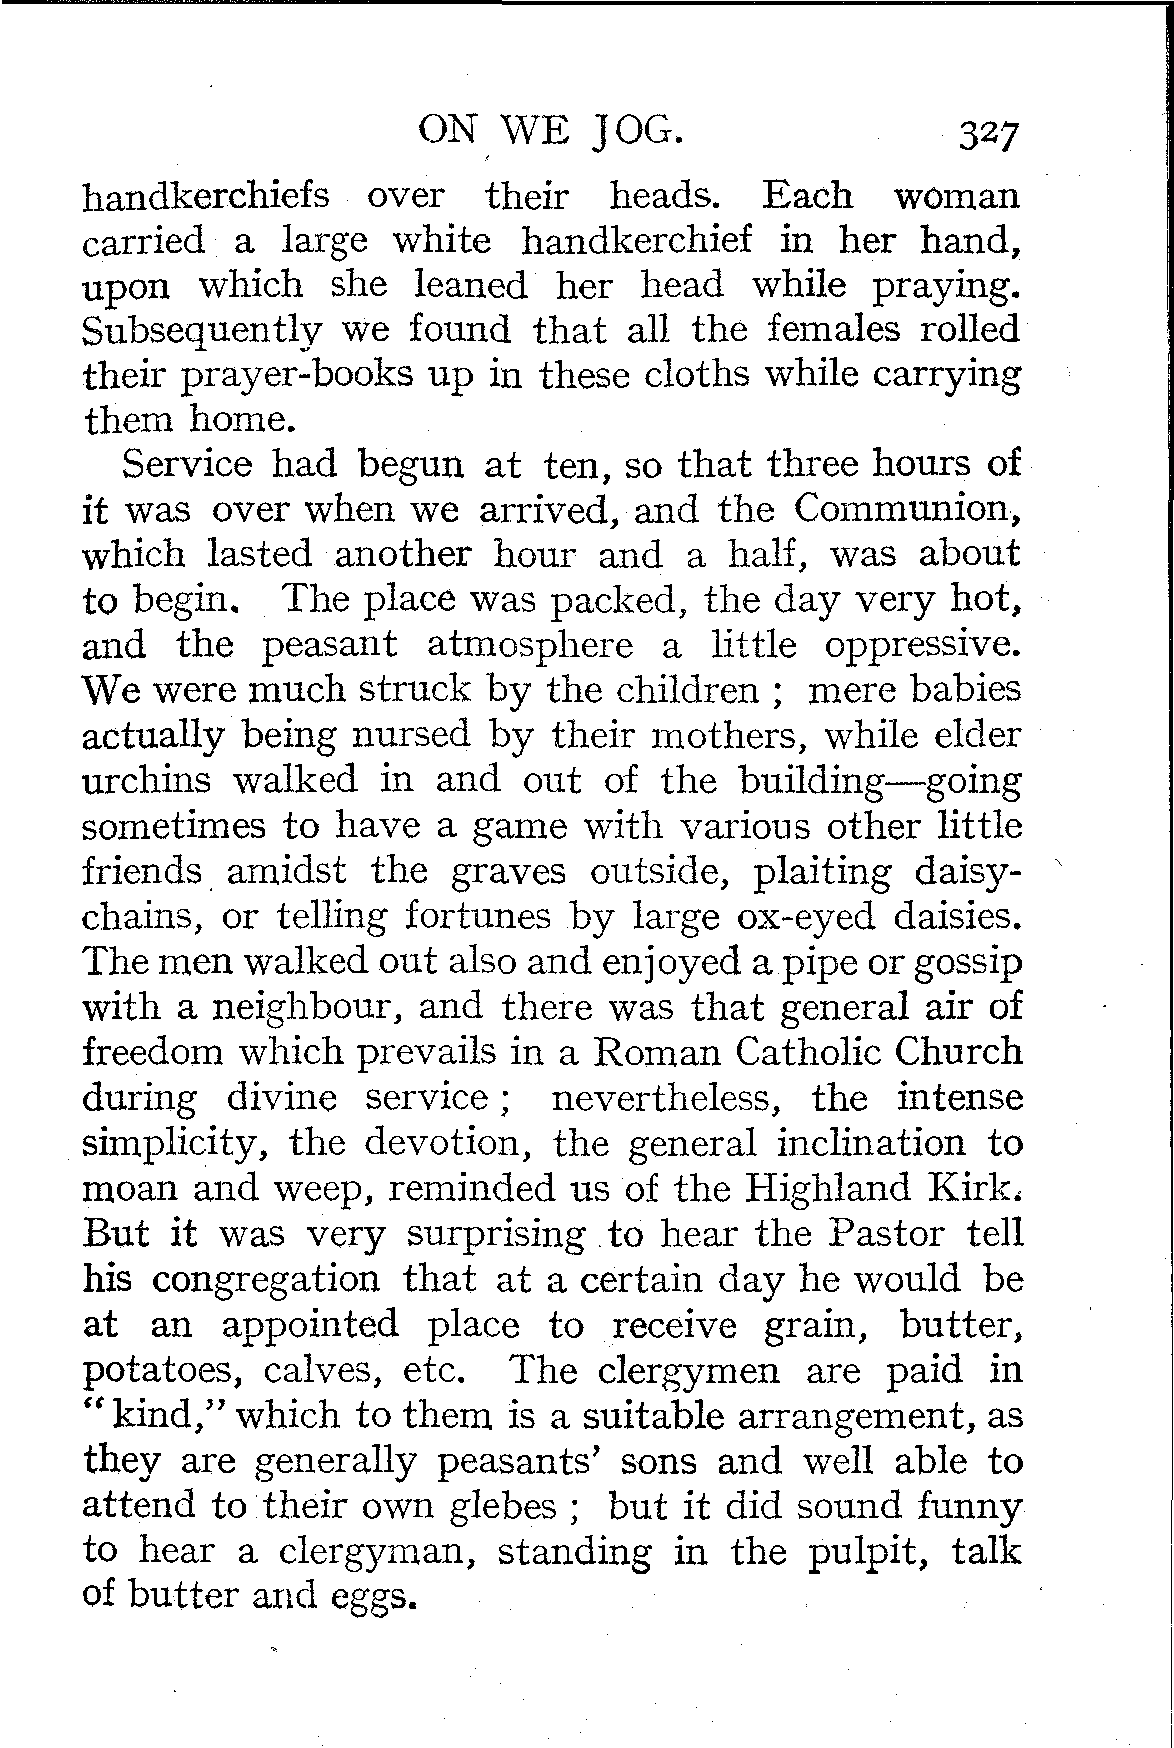 ON WE JOG. 327
handkerchiefs over their heads. Each woman
carried a large white handkerchief in her hand,
upon which she leaned her head while praying.
Subsequently we found that all the females rolled
their prayer-books up in these cloths while carrying
them home.
Service had begun at ten, so that three hours of
it was over when we arrived, and the Communion,
which lasted another hour and a half, was about
to begin. The place was packed, the day very hot,
and the peasant atmosphere a little oppressive.
We were much struck by the children ; mere babies
actually being nursed by their mothers, while elder
urchins walked in and out of the building—going
sometimes to have a game with various other little
friends amidst the graves outside, plaiting daisy-
chains, or telling fortunes by large ox-eyed daisies.
The men walked out also and enjoyed a pipe or gossip
with a neighbour, and there was that general air of
freedom which prevails in a Roman Catholic Church
during divine service ; nevertheless, the intense
simplicity, the devotion, the general inclination to
moan and weep, reminded us of the Highland Kirk.
But it was very surprising to hear the Pastor tell
his congregation that at a certain day he would be
at an appointed place to receive grain, butter,
potatoes, calves, etc. The clergymen are paid in
“kind,” which to them is a suitable arrangement, as
they are generally peasants’ sons and well able to
attend to their own glebes ; but it did sound funny
to hear a clergyman, standing in the pulpit, talk
of butter and eggs.